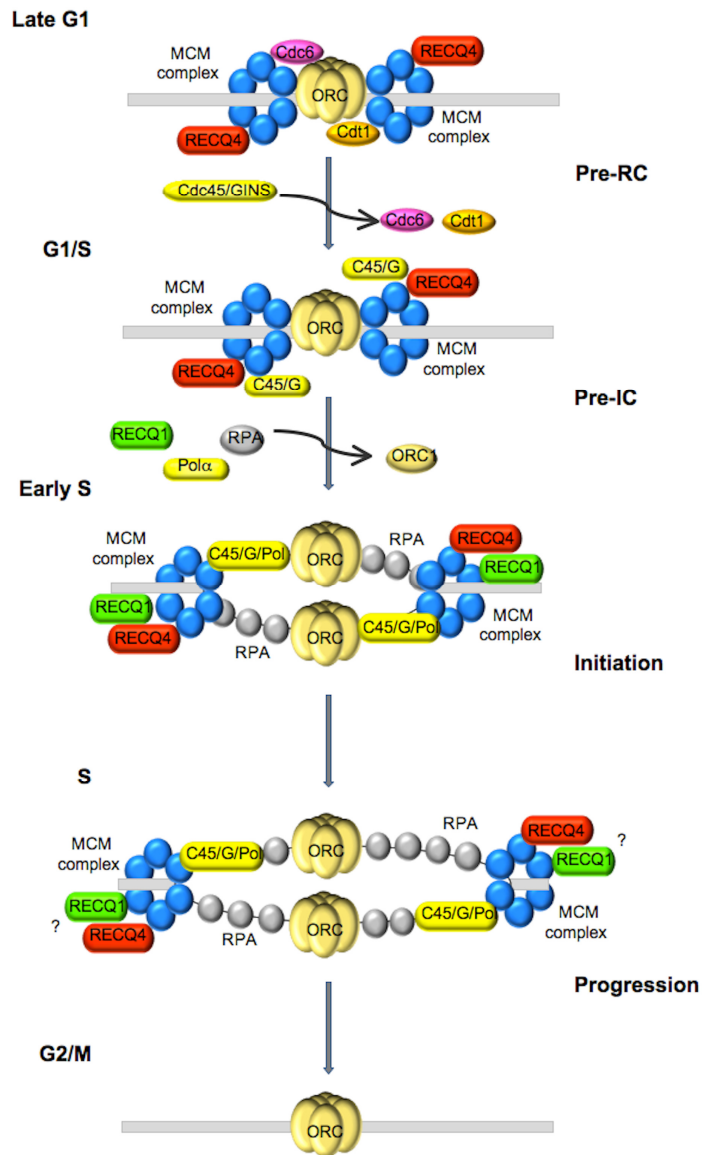 Late G1
MCM
complex
Cdc6
RECQ4
ORC
RECQ4
Cdt1
MCM
complex
Pre-RC
Cdc45/GINS
Cdc6
Cdt1
G1/S
C45/G
MCM
complex
RECQ4
ORC
RECQ4
C45/G
MCM
complex
Pre-IC
RECQ1
RPA
Polα
ORC1
Early S
MCM
complex
C45/G/Pol
ORC
RPA
RECQ4
RECQ1
RECQ1
RECQ4
RPA
ORC
C45/G/Pol
MCM
complex
Initiation
S
MCM
complex
C45/G/Pol
ORC
RPA
RECQ4
?
RECQ1
RECQ1
?
RECQ4
RPA
ORC
C45/G/Pol
MCM
complex
Progression
G2/M
ORC